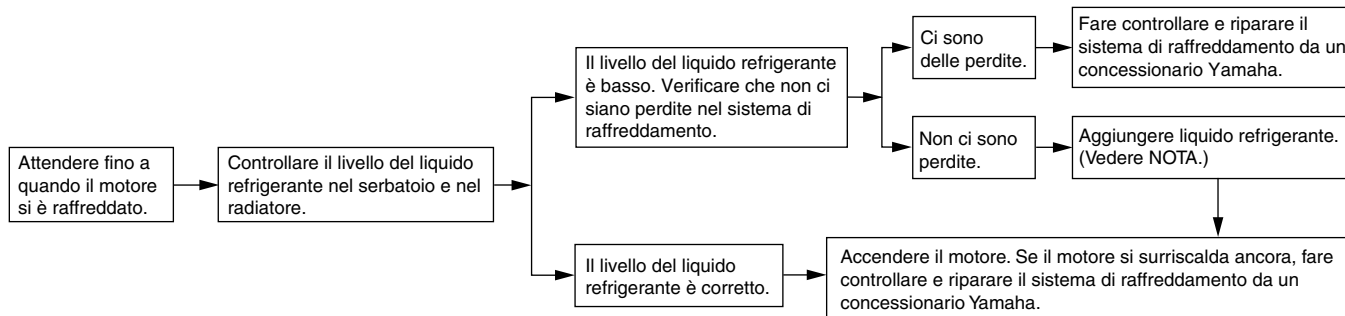 Attendere fino a
quando il motore
si è raffreddato.
Controllare il livello del liquido
refrigerante nel serbatoio e nel
radiatore.
Il livello del liquido refrigerante
è basso. Verificare che non ci
siano perdite nel sistema di
raffreddamento.
Ci sono
delle perdite.
Fare controllare e riparare il
sistema di raffreddamento da un
concessionario Yamaha.
Non ci sono
perdite.
Aggiungere liquido refrigerante.
(Vedere NOTA.)
Il livello del liquido
refrigerante è corretto.
Accendere il motore. Se il motore si surriscalda ancora, fare
controllare e riparare il sistema di raffreddamento da un
concessionario Yamaha.